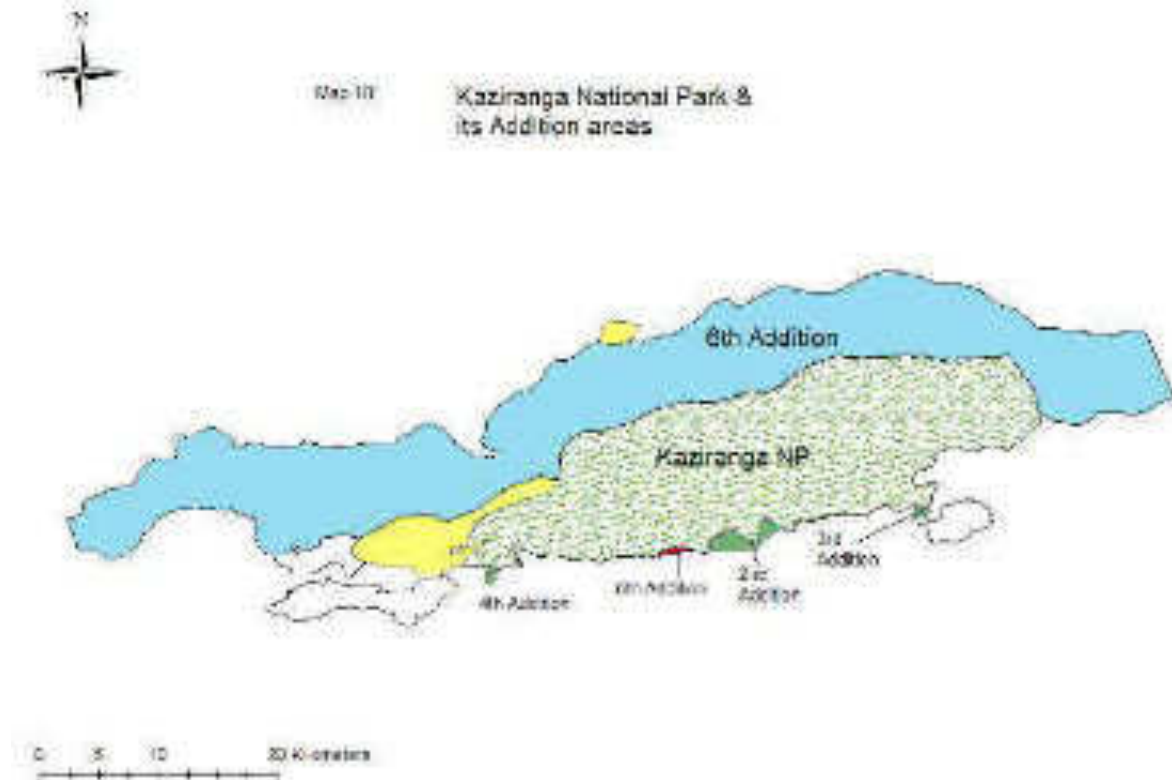 N
Kaziranga National Park &
its Addition areas
6th Addition
Kaziranga NP
3rd
Addition
Addition
4th Addition
Addition
0 5 10 20 Kilometers